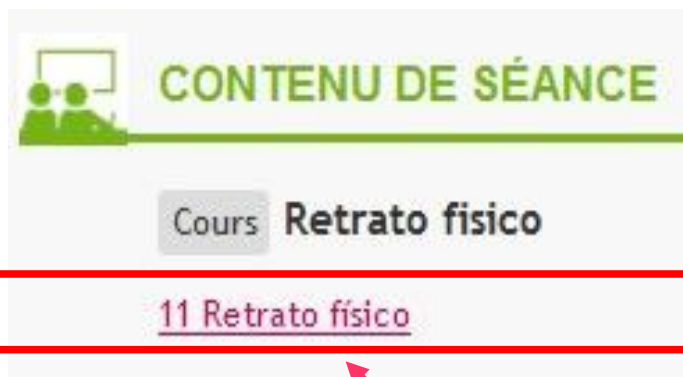 CONTENU DE SÉANCE
Cours Retrato fisico
11 Retrato físico